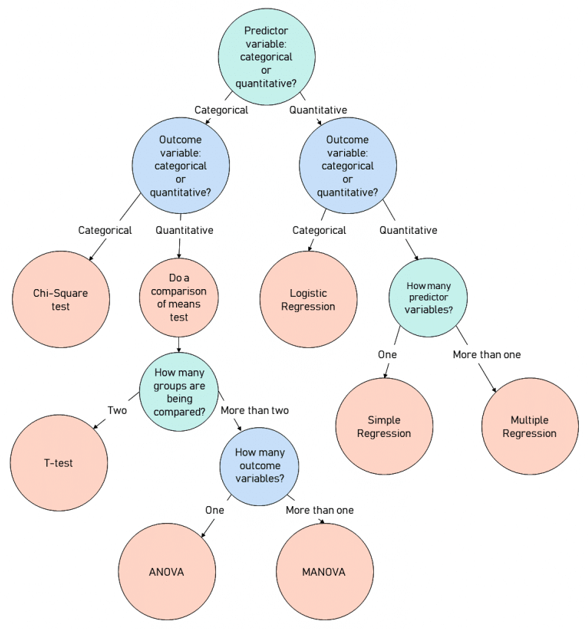 Predictor
variable:
categorical
or
quantitative?
Categorical
Quantitative
Outcome
variable:
categorical
or
quantitative?
Outcome
variable:
categorical
or
quantitative?
Categorical
Quantitative
Categorical
Quantitative
Chi-Square
test
Do a
comparison
of means
test
Logistic
Regression
How many
predictor
variables?
One
More than one
How many
groups are
being
compared?
Two
More than two
Simple
Regression
Multiple
Regression
T-test
How many
outcome
variables?
One
More than one
ANOVA
MANOVA